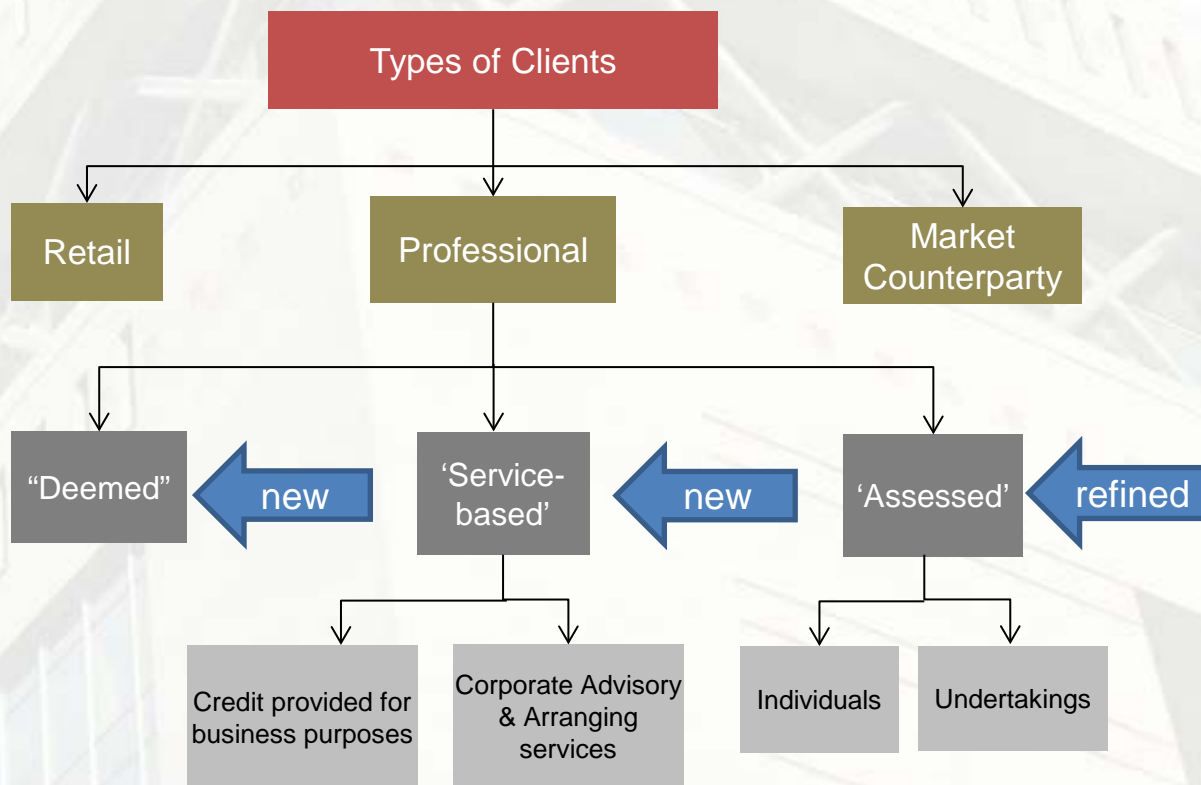 Types of Clients
Retail
Professional
Market
Counterparty
“Deemed”
new
‘Service-
based’
new
‘Assessed’
refined
Credit provided for
business purposes
Corporate Advisory
& Arranging
services
Individuals
Undertakings